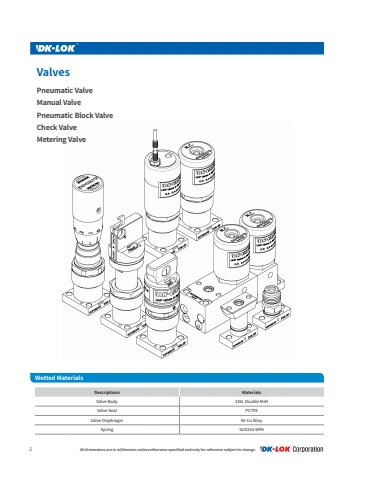 DK-LOK®
Valves
Pneumatic Valve
Manual Valve
Pneumatic Block Valve
Check Valve
Metering Valve
Wetted Materials
Descriptions Materials
Valve Body 316L Double Melt
Valve Seat PCTFE
Valve Diaphragm Ni-Co Alloy
Spring SUS316-WPA
2 All dimensions are in millimeters unless otherwise specified and only for reference subject to change. DK-LOK Corporation